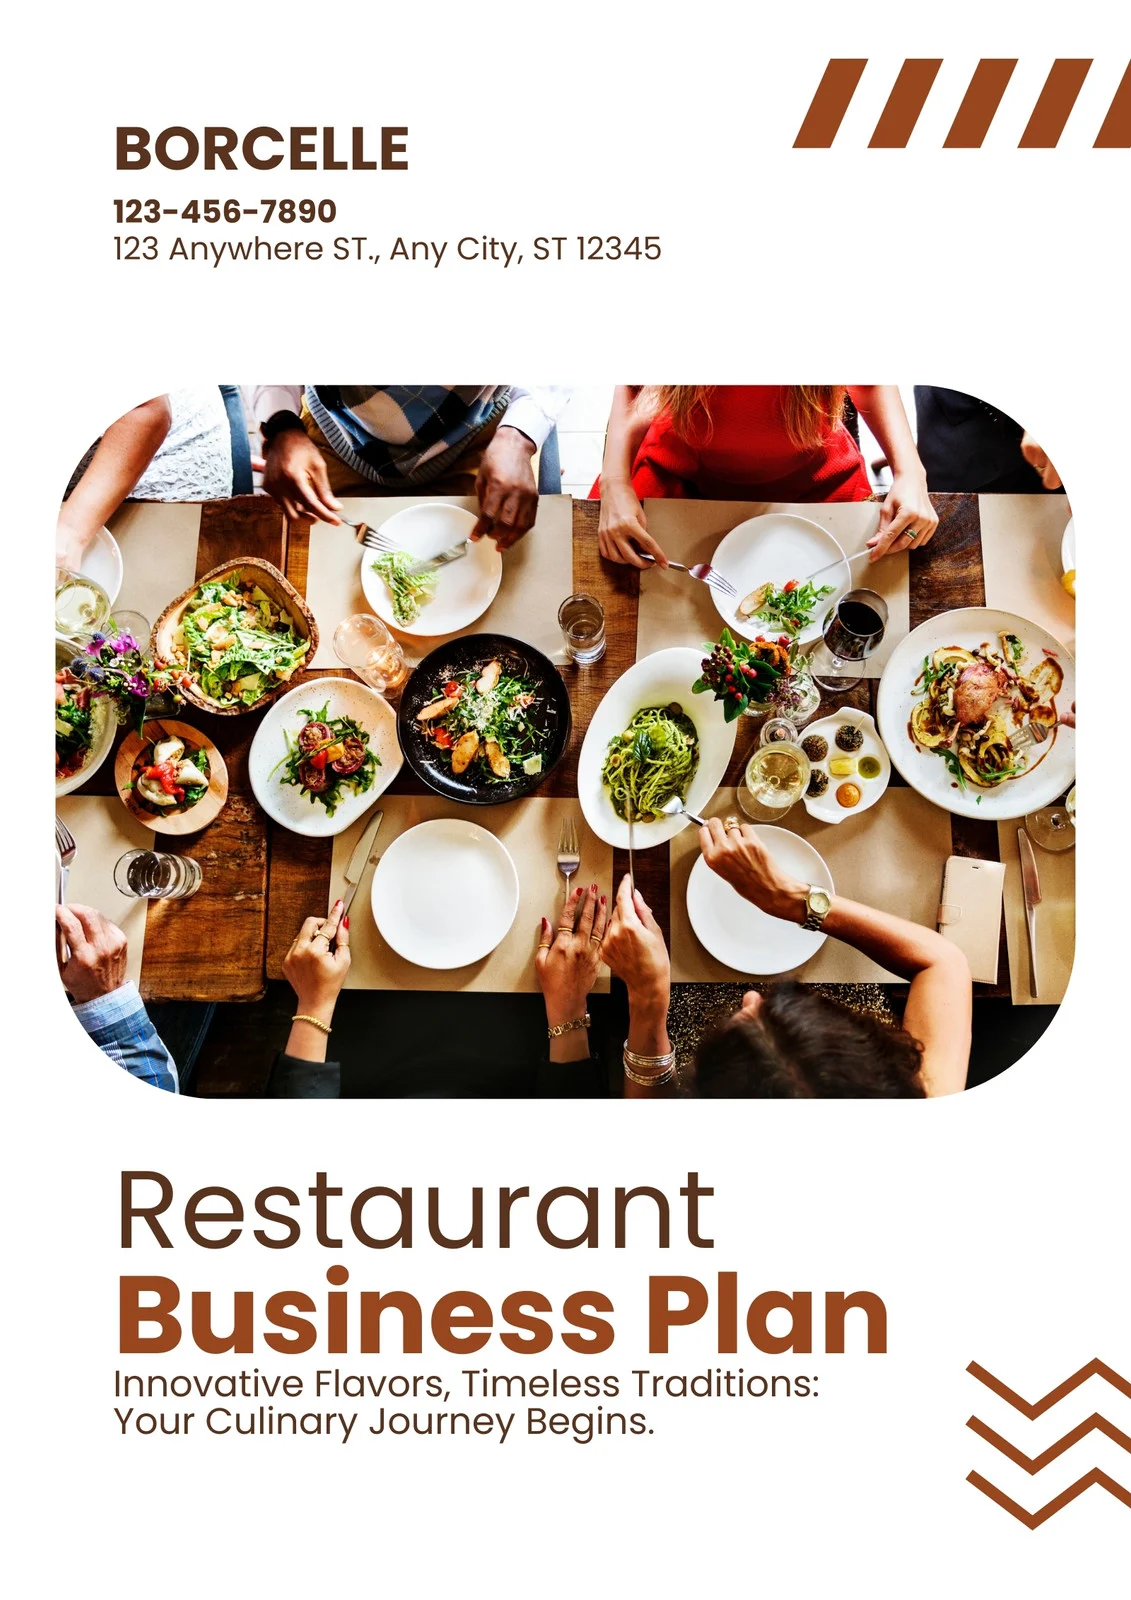 BORCELLE
123-456-7890
123 Anywhere ST., Any City, ST 12345
Restaurant
Business Plan
Innovative Flavors, Timeless Traditions:
Your Culinary Journey Begins.